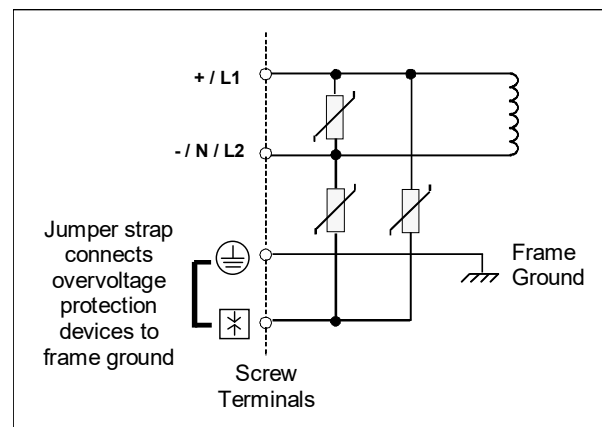 + / L1
- / N / L2
Jumper strap
connects
overvoltage
protection
devices to
frame ground
Frame
Ground
Screw
Terminals